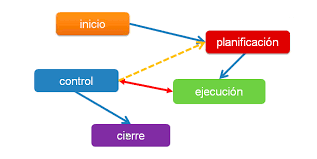 inicio
planificación
control
ejecución
cierre